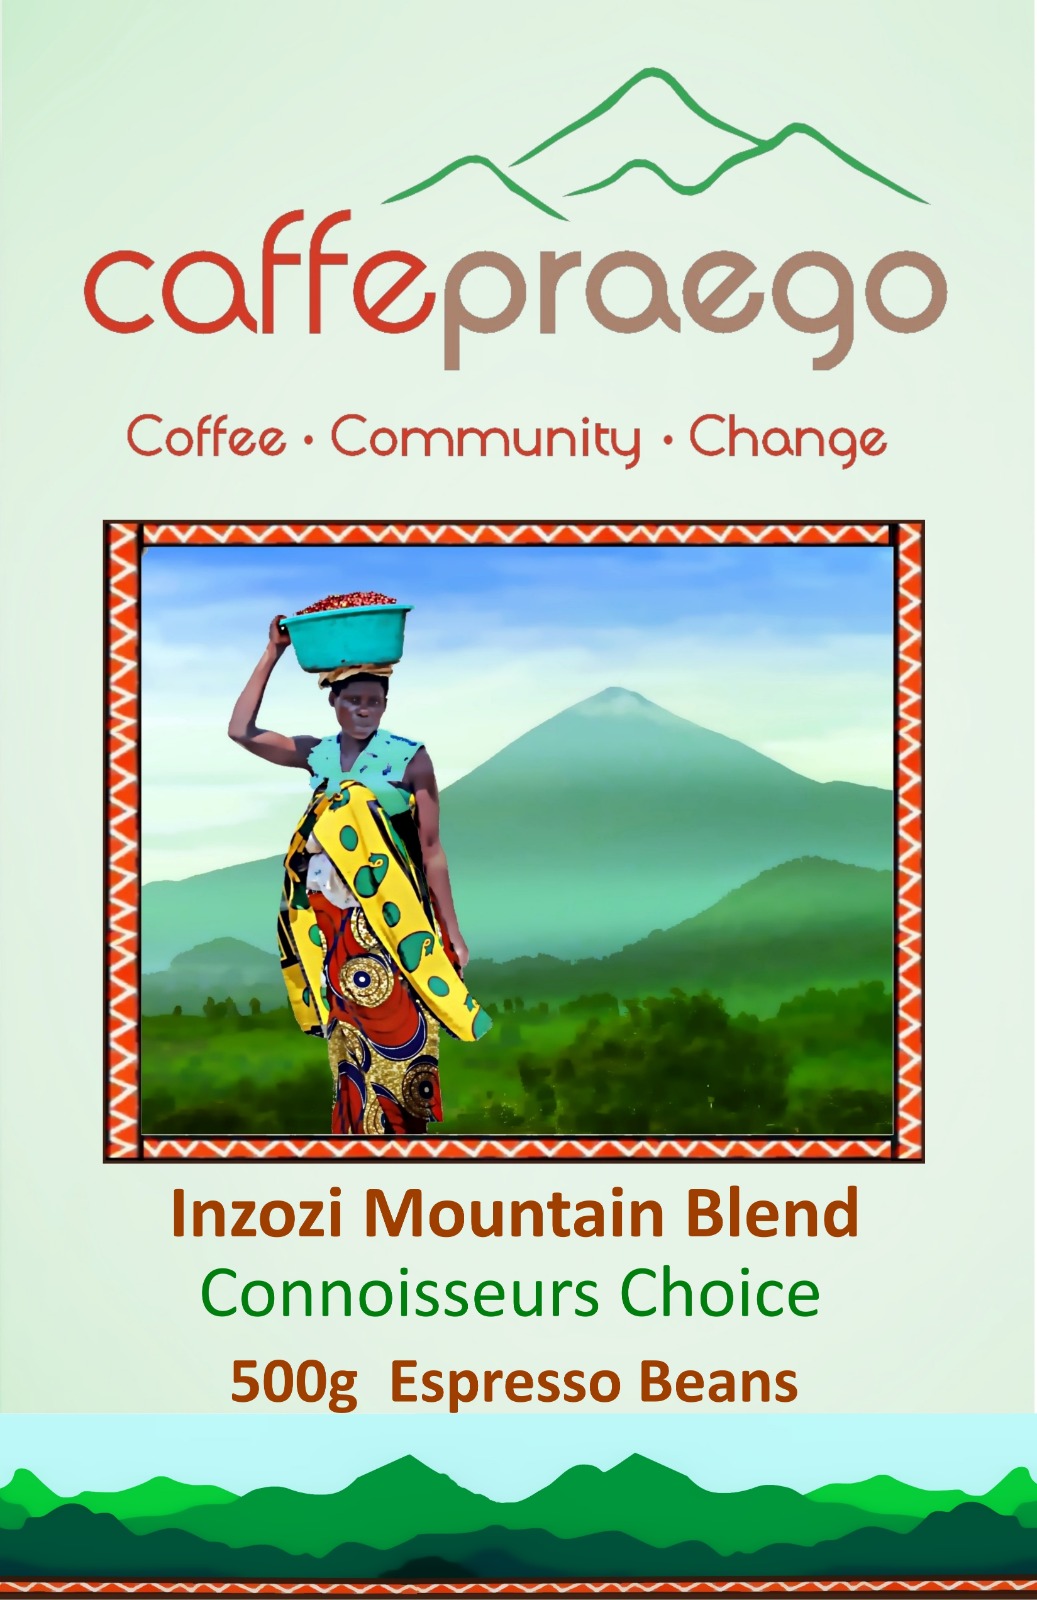 caffepraego
Coffee • Community • Change
Inzozi Mountain Blend
Connoisseurs Choice
500g Espresso Beans